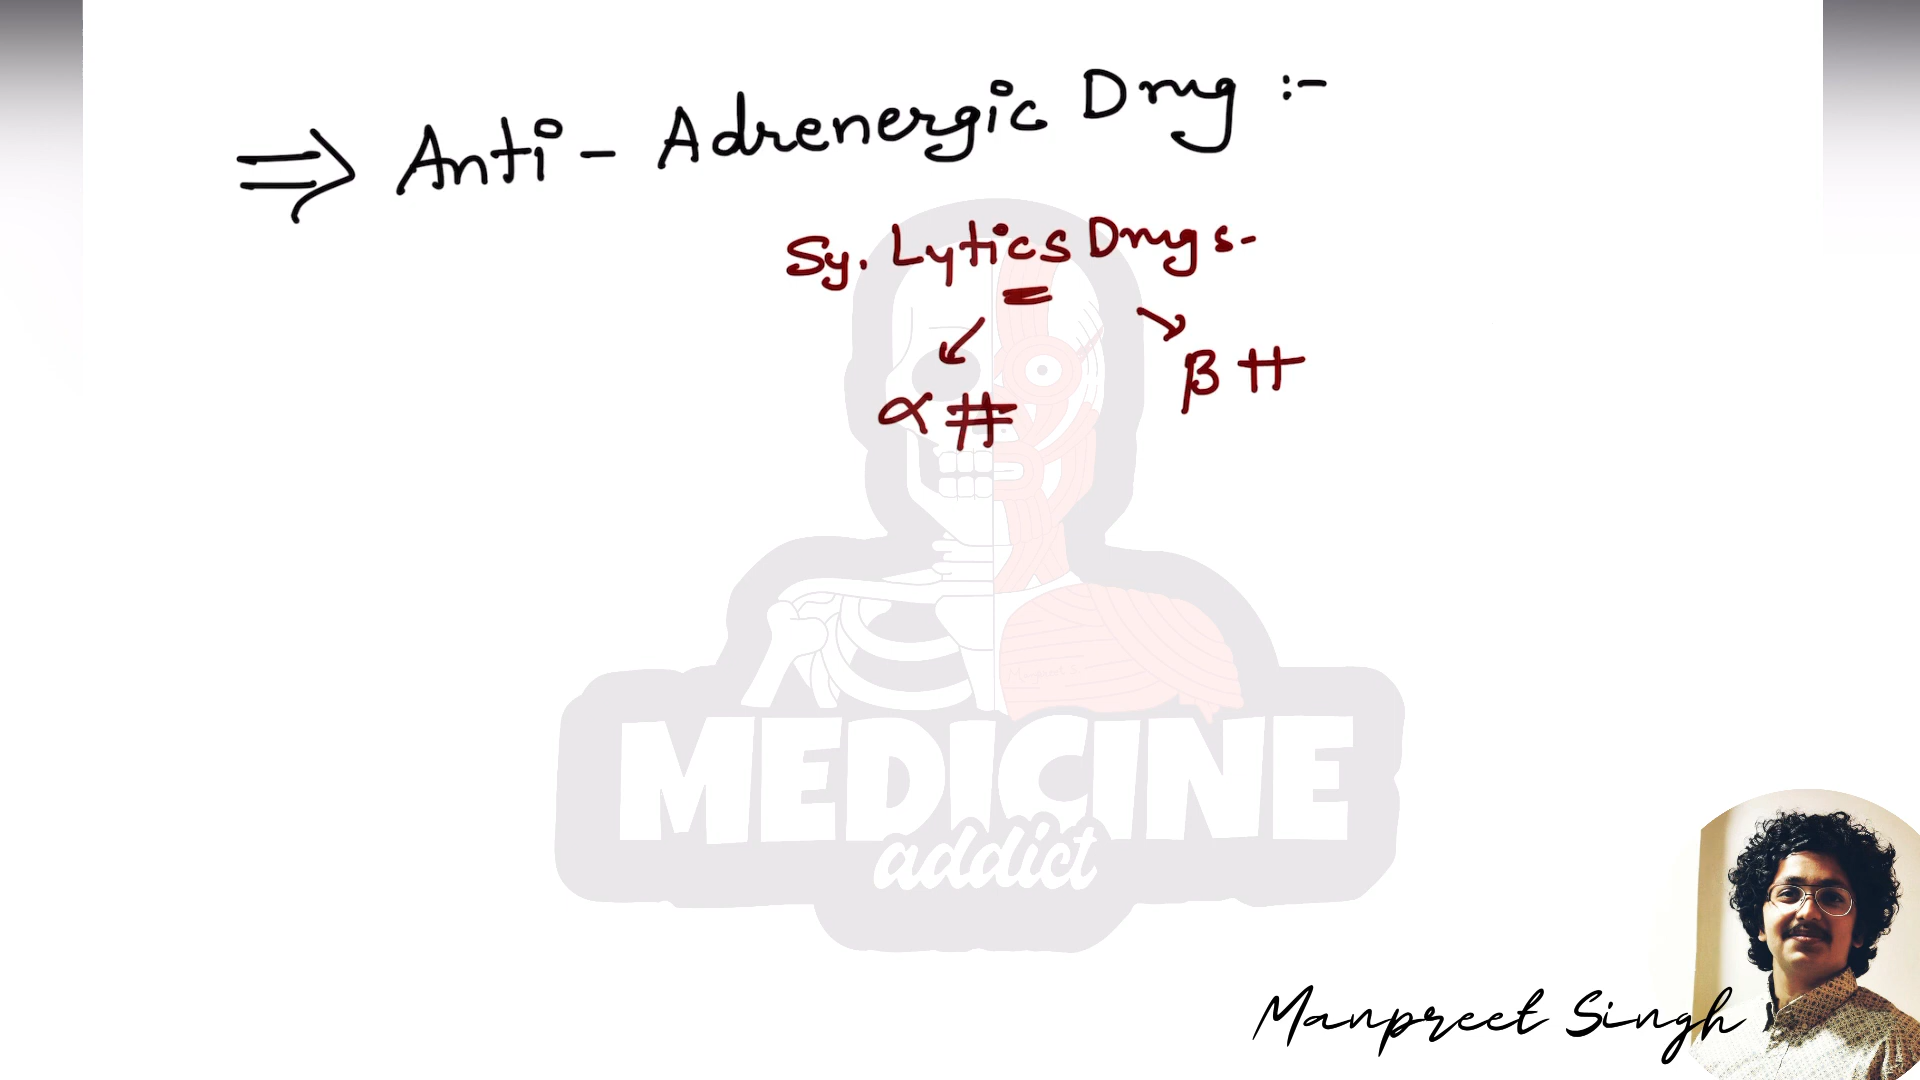 ⇒ Anti - Adrenergic Drug :-
Sy. Lytics Drugs-
↙ ↘
α # β #
MEDICINE
addict
Manpreet Singh